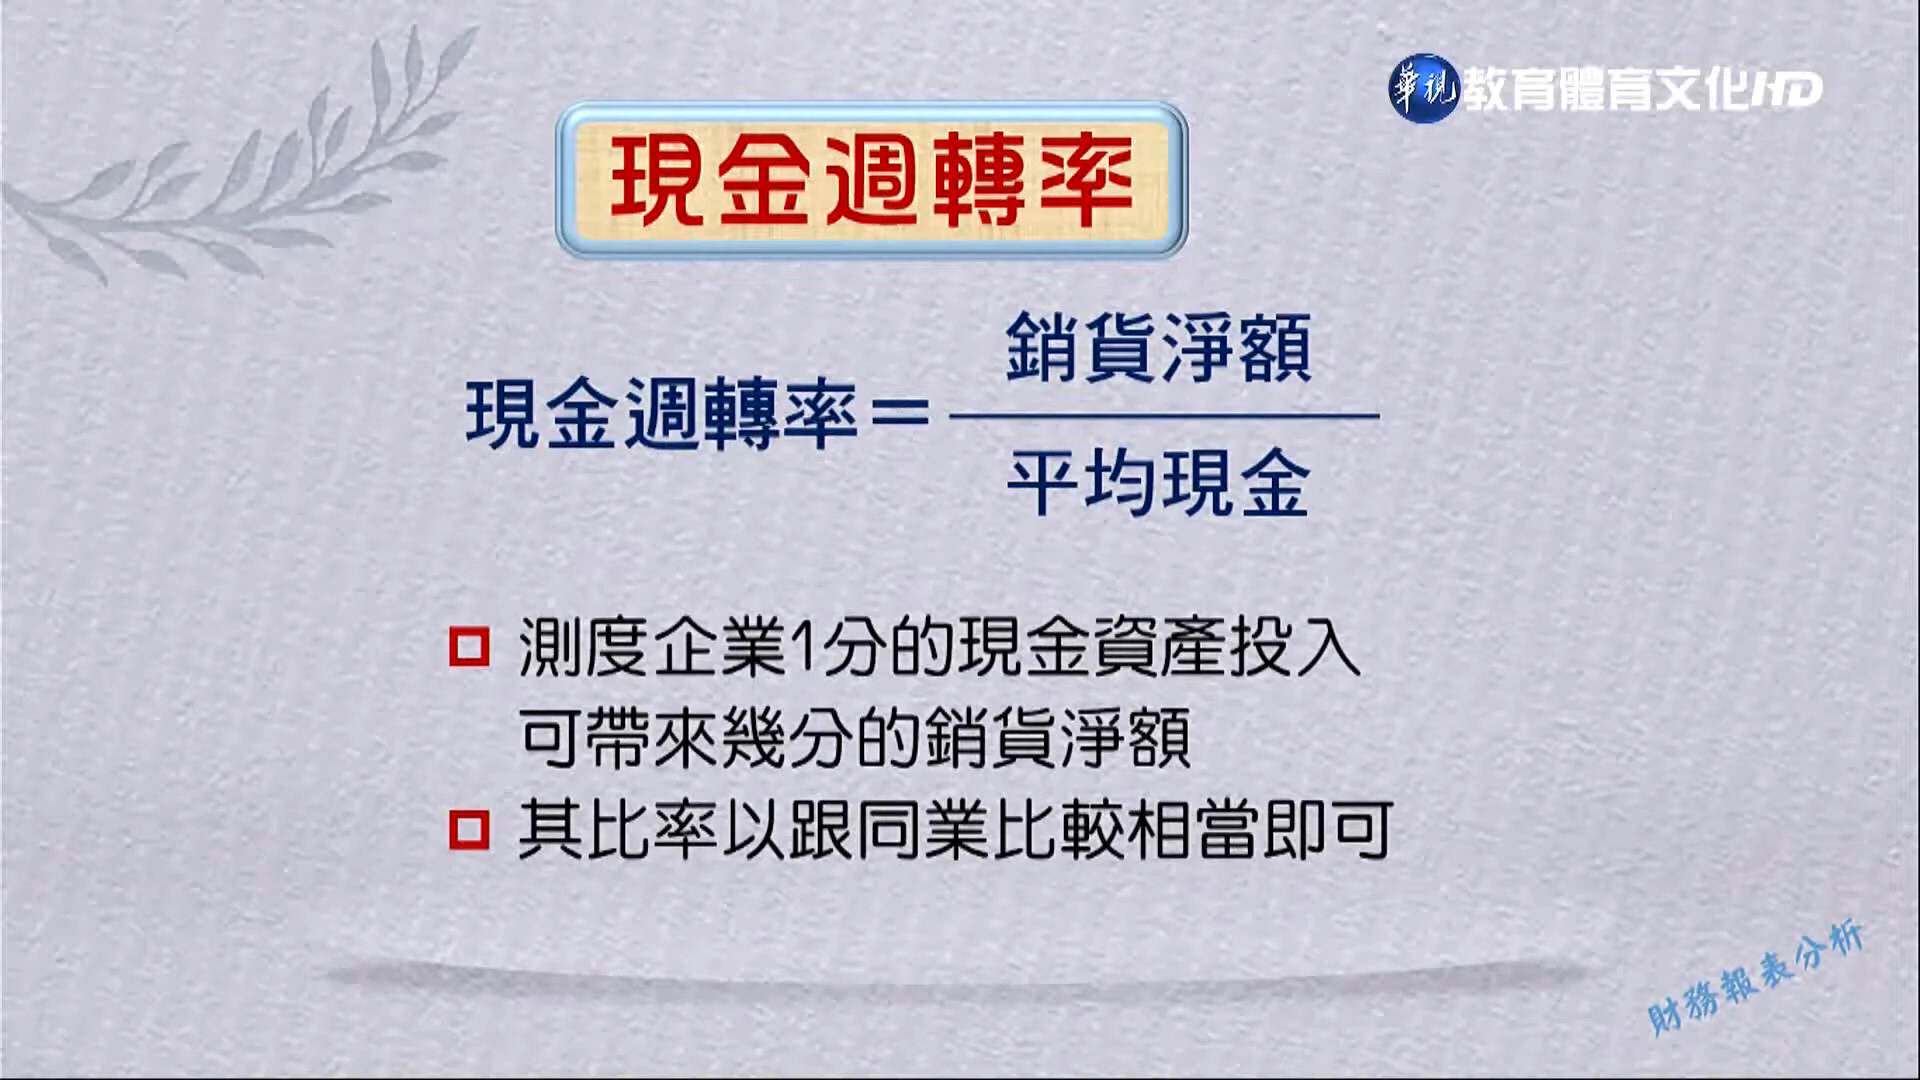 華視教育體育文化HD
現金週轉率
銷貨淨額
現金週轉率=
平均現金
測度企業1分的現金資產投入
可帶來幾分的銷貨淨額
其比率以跟同業比較相當即可
財務報表分析